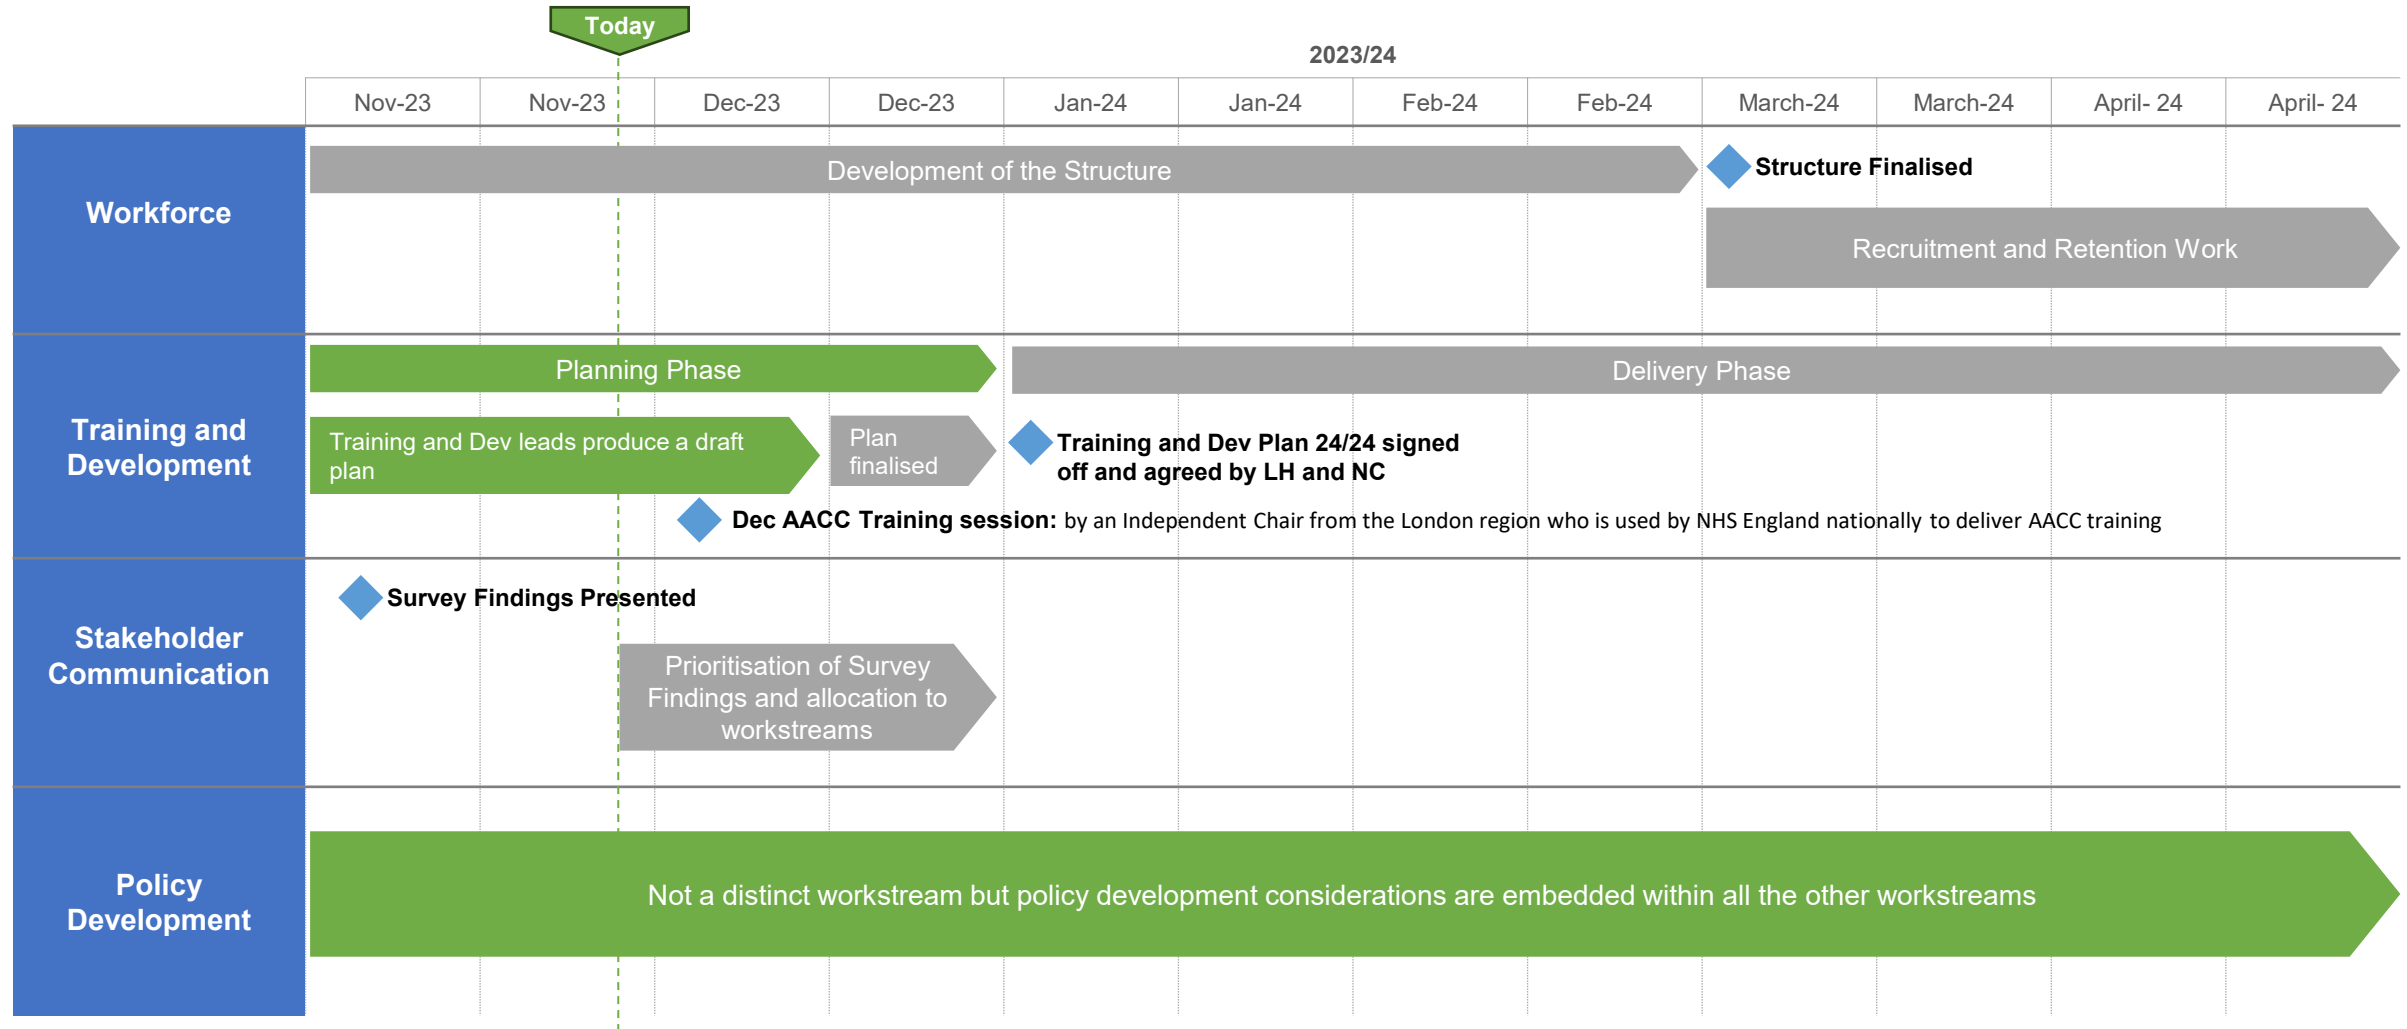 Today
2023/24
Nov-23
Nov-23
Dec-23
Dec-23
Jan-24
Jan-24
Feb-24
Feb-24
March-24
March-24
April- 24
April- 24
Workforce
Development of the Structure
Structure Finalised
Recruitment and Retention Work
Training and
Development
Planning Phase
Delivery Phase
Training and Dev leads produce a draft
plan
Plan
finalised
Training and Dev Plan 24/24 signed
off and agreed by LH and NC
Dec AACC Training session: by an Independent Chair from the London region who is used by NHS England nationally to deliver AACC training
Stakeholder
Communication
Survey Findings Presented
Prioritisation of Survey
Findings and allocation to
workstreams
Policy
Development
Not a distinct workstream but policy development considerations are embedded within all the other workstreams